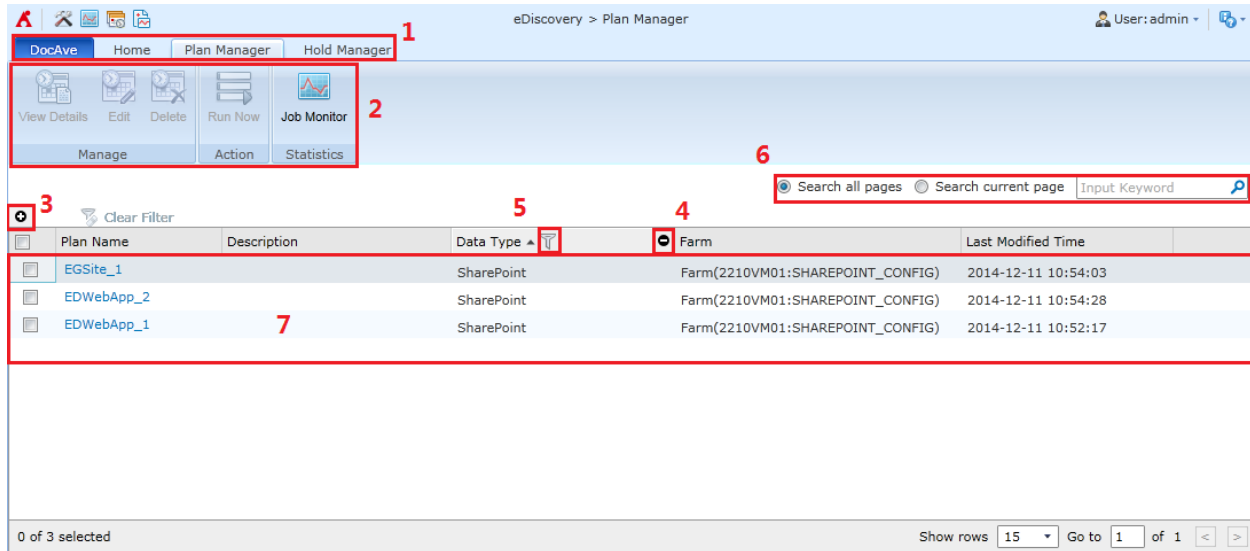 eDiscovery > Plan Manager
User: admin
1
DocAve Home Plan Manager Hold Manager
View Details Edit Delete Run Now Job Monitor
2
Manage Action Statistics
6
Search all pages Search current page Input Keyword
3
Clear Filter
5
4
Plan Name Description Data Type Farm Last Modified Time
EGSite_1 SharePoint Farm(2210VM01:SHAREPOINT_CONFIG) 2014-12-11 10:54:03
EDWebApp_2 SharePoint Farm(2210VM01:SHAREPOINT_CONFIG) 2014-12-11 10:54:28
EDWebApp_1 SharePoint Farm(2210VM01:SHAREPOINT_CONFIG) 2014-12-11 10:52:17
7
0 of 3 selected Show rows 15 Go to 1 of 1 < >